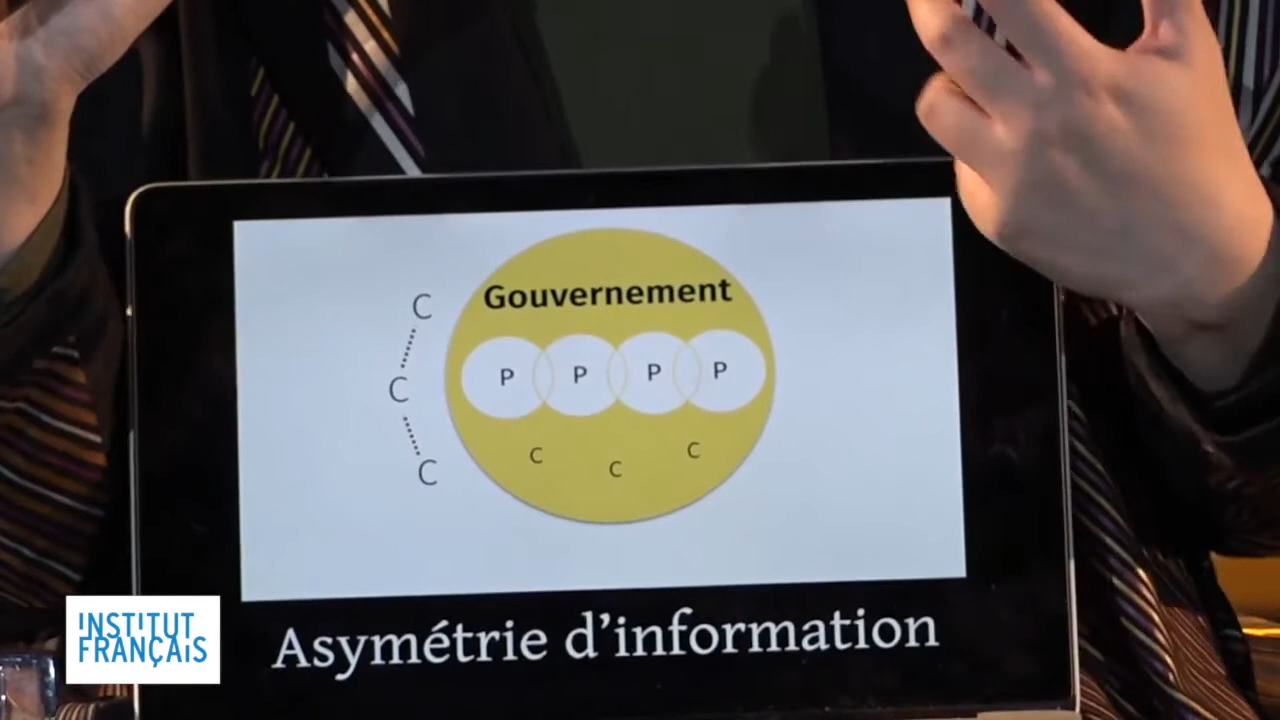 Gouvernement
C
P P P P
C
C
C C C
Asymétrie d'information
INSTITUT
FRANÇAIS